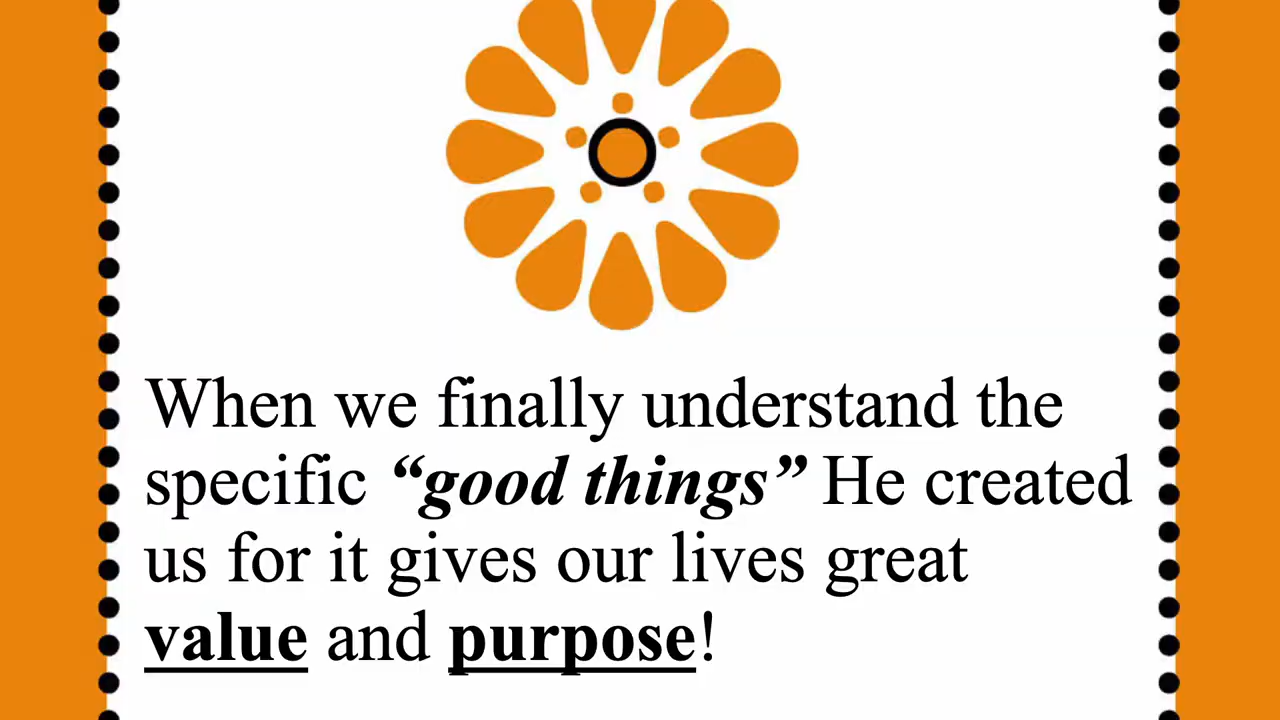 When we finally understand the
specific “good things” He created
us for it gives our lives great
value and purpose!